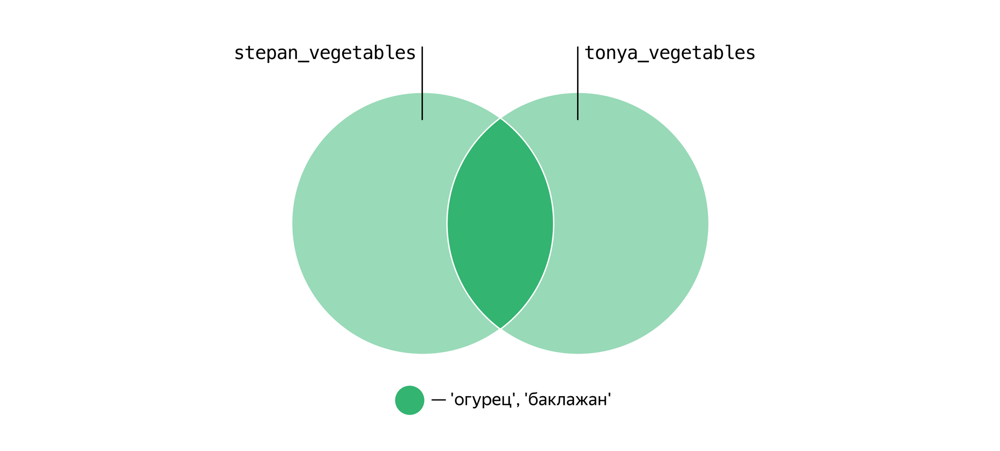 stepan_vegetables
tonya_vegetables
— 'огурец', 'баклажан'